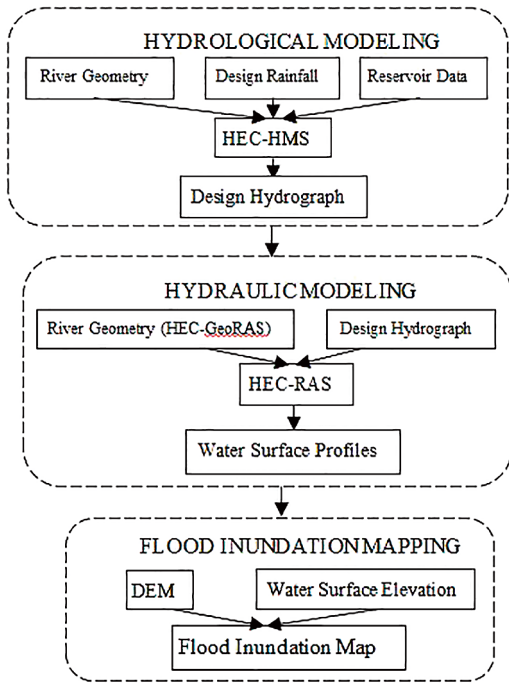 HYDROLOGICAL MODELING
River Geometry
Design Rainfall
Reservoir Data
HEC-HMS
Design Hydrograph
HYDRAULIC MODELING
River Geometry (HEC-GeoRAS)
Design Hydrograph
HEC-RAS
Water Surface Profiles
FLOOD INUNDATION MAPPING
DEM
Water Surface Elevation
Flood Inundation Map